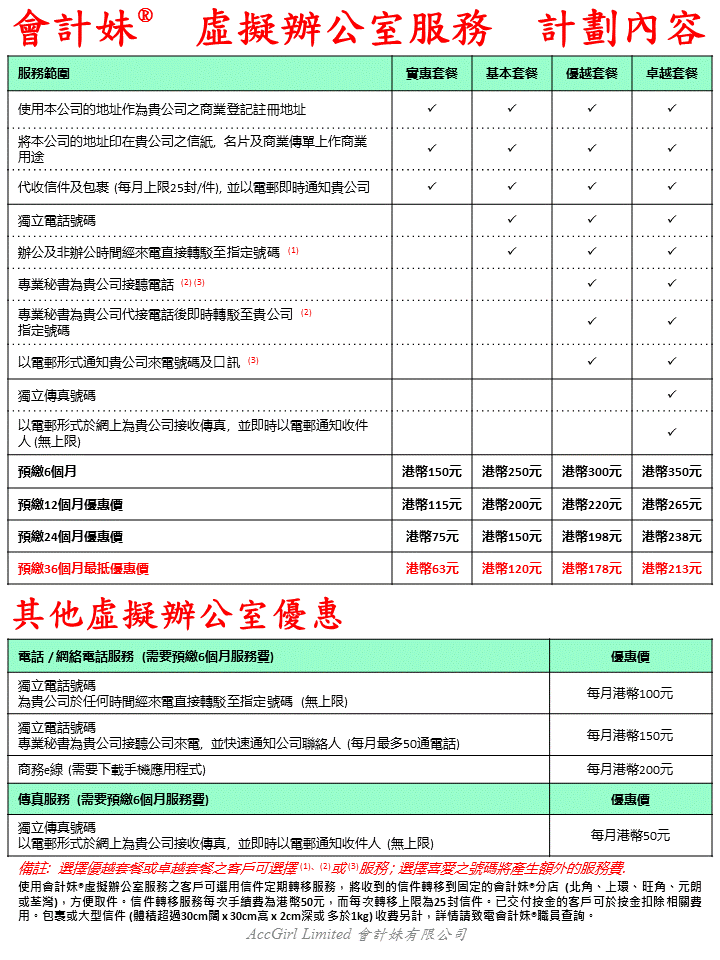 會計妹® 虛擬辦公室服務 計劃內容
服務範圍 實惠套餐 基本套餐 優越套餐 卓越套餐
使用本公司的地址作為貴公司之商業登記註冊地址 ✓ ✓ ✓ ✓
將本公司的地址印在貴公司之信紙, 名片及商業傳單上作商業
用途 ✓ ✓ ✓ ✓
代收信件及包裹 (每月上限25封/件), 並以電郵即時通知貴公司 ✓ ✓ ✓ ✓
獨立電話號碼 ✓ ✓ ✓
辦公及非辦公時間經來電直接轉駁至指定號碼 (1) ✓ ✓ ✓
專業秘書為貴公司接聽電話 (2) (3) ✓ ✓
專業秘書為貴公司代接電話後即時轉駁至貴公司 (2)
指定號碼 ✓ ✓
以電郵形式通知貴公司來電號碼及口訊 (3) ✓ ✓
獨立傳真號碼 ✓
以電郵形式於網上為貴公司接收傳真, 並即時以電郵通知收件
人 (無上限) ✓
預繳6個月 港幣150元 港幣250元 港幣300元 港幣350元
預繳12個月優惠價 港幣115元 港幣200元 港幣220元 港幣265元
預繳24個月優惠價 港幣75元 港幣150元 港幣198元 港幣238元
預繳36個月最抵優惠價 港幣63元 港幣120元 港幣178元 港幣213元
其他虛擬辦公室優惠
電話 / 網絡電話服務 (需要預繳6個月服務費) 優惠價
獨立電話號碼
為貴公司於任何時間經來電直接轉駁至指定號碼 (無上限) 每月港幣100元
獨立電話號碼
專業秘書為貴公司接聽公司來電, 並快速通知公司聯絡人 (每月最多50通電話) 每月港幣150元
商務e線 (需要下載手機應用程式) 每月港幣200元
傳真服務 (需要預繳6個月服務費) 優惠價
獨立傳真號碼
以電郵形式於網上為貴公司接收傳真, 並即時以電郵通知收件人 (無限) 每月港幣50元
備註: 選擇優越套餐或卓越套餐之客戶可選擇 (1)、(2) 或 (3) 服務 ; 選擇喜愛之號碼將產生額外的服務費.
使用會計妹®虛擬辦公室服務之客戶可選用信件定期轉移服務，將收到的信件轉移到固定的會計妹®分店 (北角、上環、旺角、元朗
或荃灣)，方便取件。信件轉移服務每次手續費為港幣50元，而每次轉移上限為25封信件。已交付按金的客戶可於按金扣除相關費
用。包裹或大型信件 (體積超過30cm闊 x 30cm高 x 2cm深或 多於1kg) 收費另計，詳情請致電會計妹®職員查詢。
AccGirl Limited 會計妹有限公司